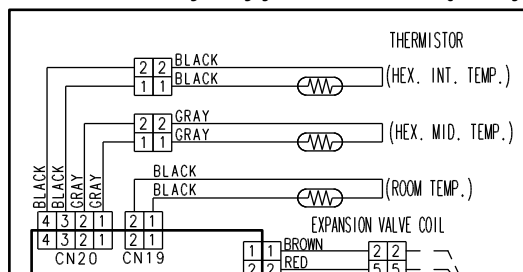 THERMISTOR
2 2 BLACK
1 1 BLACK
(HEX. INT. TEMP.)
2 2 GRAY
1 1 GRAY
(HEX. MID. TEMP.)
BLACK
BLACK
(ROOM TEMP.)
BLACK
BLACK
GRAY
GRAY
4 3 2 1
2 1
4 3 2 1
2 1
CN20
CN19
EXPANSION VALVE COIL
1 1 BROWN 2 2
2 2 RED 5 5